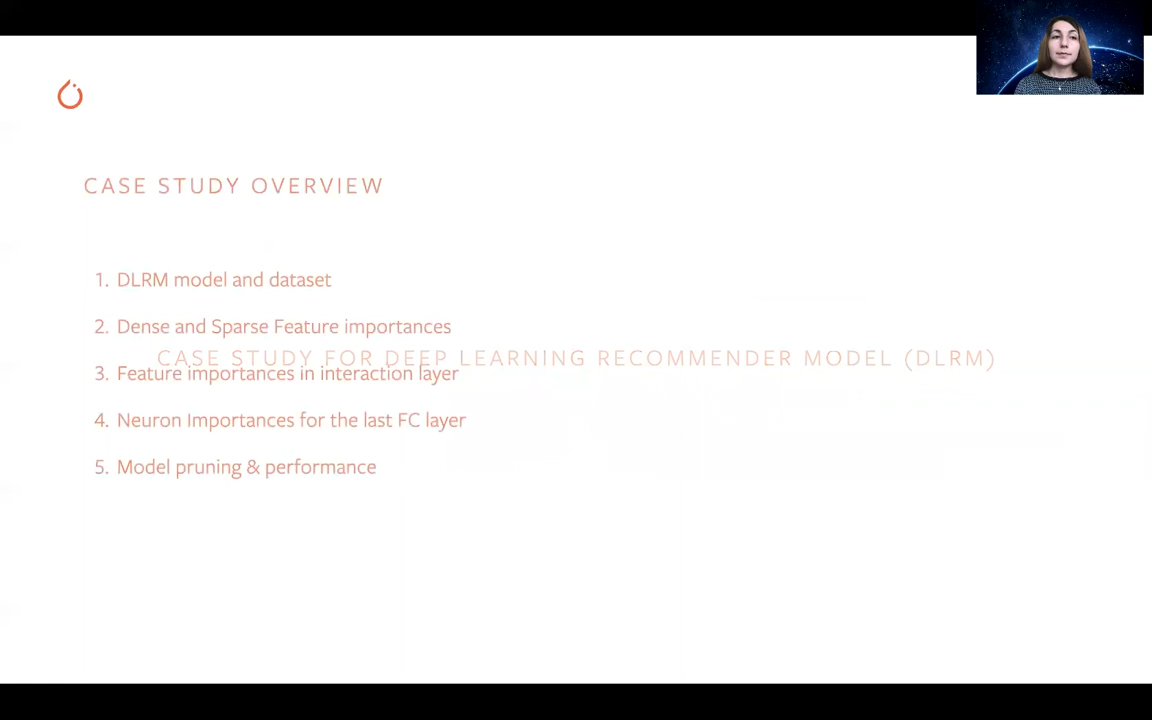 CASE STUDY OVERVIEW
1. DLRM model and dataset
2. Dense and Sparse Feature importances
CASE STUDY FOR DEEP LEARNING RECOMMENDER MODEL (DLRM)
3. Feature importances in interaction layer
4. Neuron Importances for the last FC layer
5. Model pruning & performance